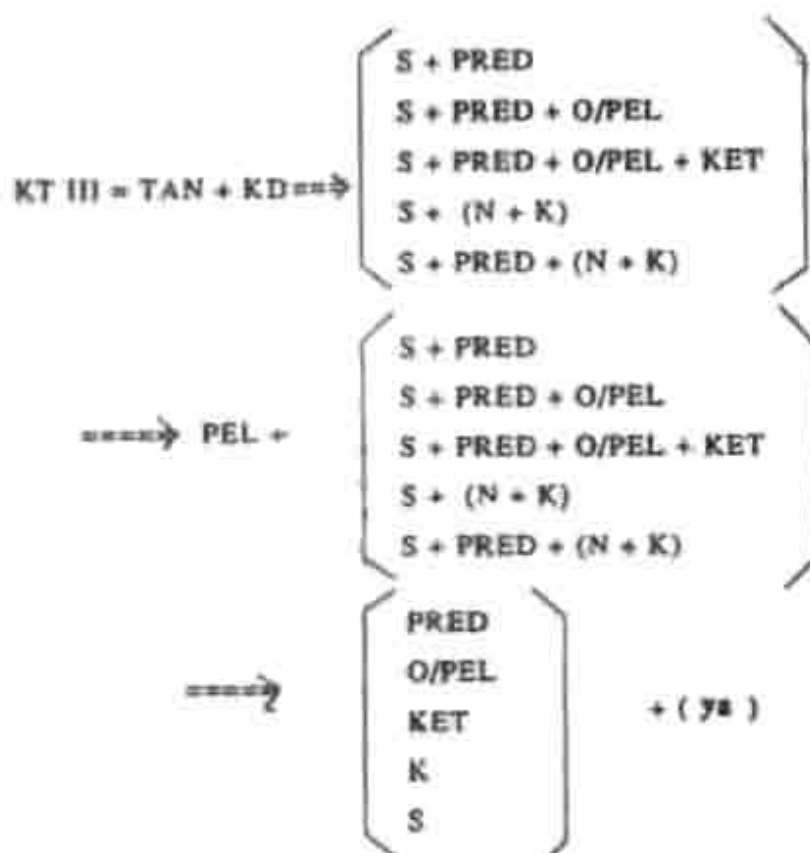 S + PRED
S + PRED + O/PEL
S + PRED + O/PEL + KET
KT III = TAN + KD ==>
S + (N + K)
S + PRED + (N + K)
S + PRED
S + PRED + O/PEL
====> PEL +
S + PRED + O/PEL + KET
S + (N + K)
S + PRED + (N + K)
PRED
O/PEL
====>
KET
+ ( ya )
K
S